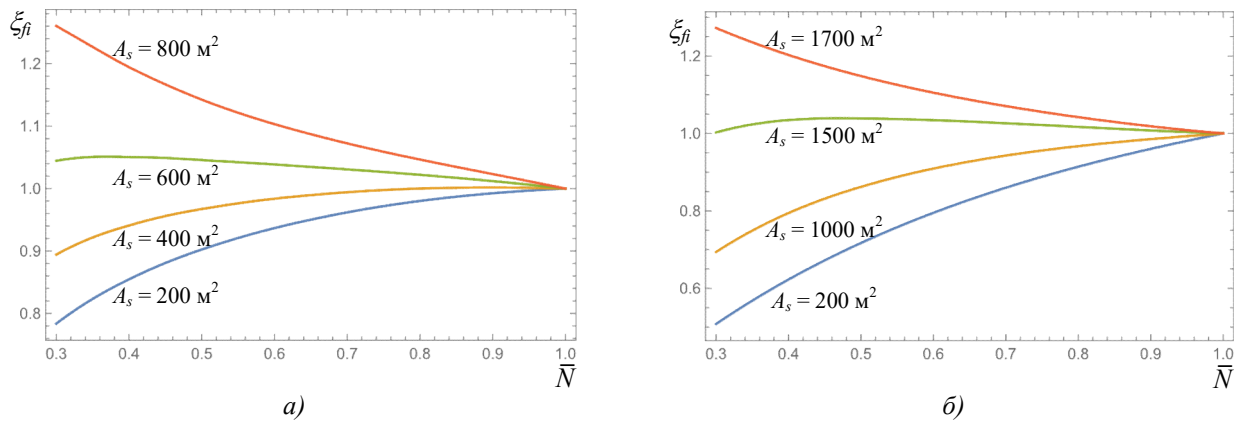 ξfi
Aₛ = 800 м²
1.2
1.1
Aₛ = 600 м²
1.0
Aₛ = 400 м²
0.9
Aₛ = 200 м²
0.8
0.3 0.4 0.5 0.6 0.7 0.8 0.9 1.0
N̅
а)
ξfi
Aₛ = 1700 м²
1.2
1.0
Aₛ = 1500 м²
0.8
Aₛ = 1000 м²
0.6
Aₛ = 200 м²
0.3 0.4 0.5 0.6 0.7 0.8 0.9 1.0
N̅
б)